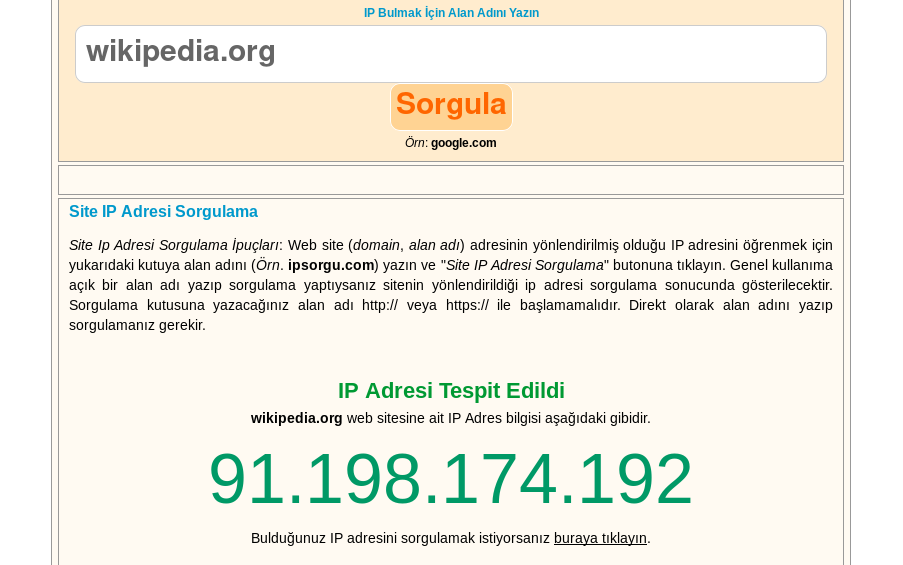 IP Bulmak İçin Alan Adını Yazın
wikipedia.org
Sorgula
Örn: google.com
Site IP Adresi Sorgulama
Site Ip Adresi Sorgulama İpuçları: Web site (domain, alan adı) adresinin yönlendirilmiş olduğu IP adresini öğrenmek için
yukarıdaki kutuya alan adını (Örn. ipsorgu.com) yazın ve "Site IP Adresi Sorgulama" butonuna tıklayın. Genel kullanıma
açık bir alan adı yazıp sorgulama yaptıysanız sitenin yönlendirildiği ip adresi sorgulama sonucunda gösterilecektir.
Sorgulama kutusuna yazacağınız alan adı http:// veya https:// ile başlamamalıdır. Direkt olarak alan adını yazıp
sorgulamanız gerekir.
IP Adresi Tespit Edildi
wikipedia.org web sitesine ait IP Adres bilgisi aşağıdaki gibidir.
91.198.174.192
Bulduğunuz IP adresini sorgulamak istiyorsanız buraya tıklayın.